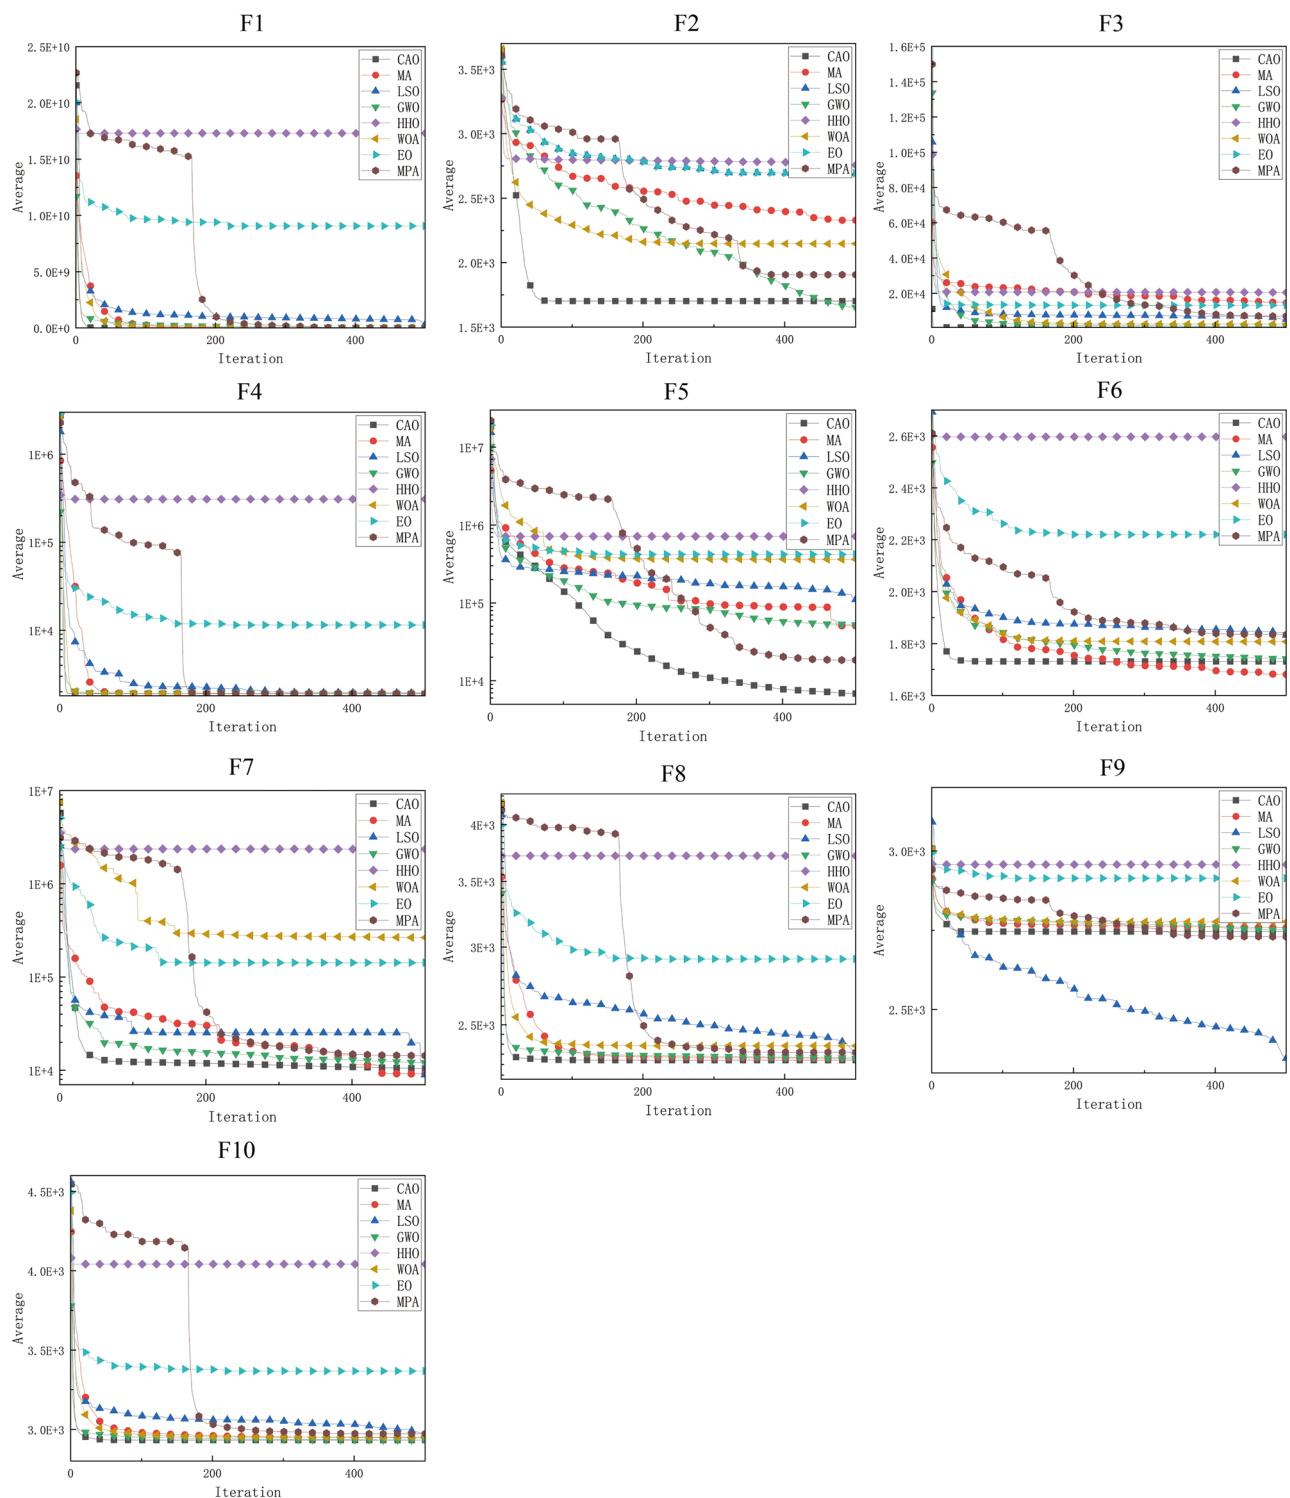 F1
2.5E+10
2.0E+10
1.5E+10
1.0E+10
5.0E+9
0.0E+0
0 200 400
Average
Iteration
CAO
MA
LSO
GWO
HHO
WOA
EO
MPA
F2
3.5E+3
3.0E+3
2.5E+3
2.0E+3
1.5E+3
0 200 400
Average
Iteration
CAO
MA
LSO
GWO
HHO
WOA
EO
MPA
F3
1.6E+5
1.4E+5
1.2E+5
1.0E+5
8.0E+4
6.0E+4
4.0E+4
2.0E+4
0 200 400
Average
Iteration
CAO
MA
LSO
GWO
HHO
WOA
EO
MPA
F4
1E+6
1E+5
1E+4
0 200 400
Average
Iteration
CAO
MA
LSO
GWO
HHO
WOA
EO
MPA
F5
1E+7
1E+6
1E+5
1E+4
0 200 400
Average
Iteration
CAO
MA
LSO
GWO
HHO
WOA
EO
MPA
F6
2.6E+3
2.4E+3
2.2E+3
2.0E+3
1.8E+3
1.6E+3
0 200 400
Average
Iteration
CAO
MA
LSO
GWO
HHO
WOA
EO
MPA
F7
1E+7
1E+6
1E+5
1E+4
0 200 400
Average
Iteration
CAO
MA
LSO
GWO
HHO
WOA
EO
MPA
F8
4E+3
3.5E+3
3E+3
2.5E+3
0 200 400
Average
Iteration
CAO
MA
LSO
GWO
HHO
WOA
EO
MPA
F9
3.0E+3
2.5E+3
0 200 400
Average
Iteration
CAO
MA
LSO
GWO
HHO
WOA
EO
MPA
F10
4.5E+3
4.0E+3
3.5E+3
3.0E+3
0 200 400
Average
Iteration
CAO
MA
LSO
GWO
HHO
WOA
EO
MPA